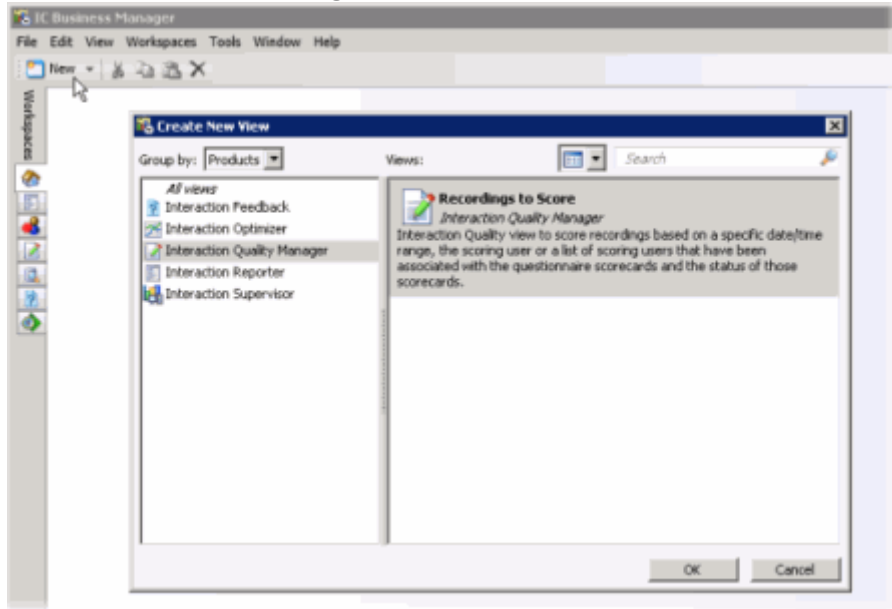 IC Business Manager
File Edit View Workspaces Tools Window Help
New
Workspaces
Create New View
Group by: Products
Views:
Search
All views
Interaction Feedback
Interaction Optimizer
Interaction Quality Manager
Interaction Reporter
Interaction Supervisor
Recordings to Score
Interaction Quality Manager
Interaction Quality view to score recordings based on a specific date/time
range, the scoring user or a list of scoring users that have been
associated with the questionnaire scorecards and the status of those
scorecards.
OK Cancel